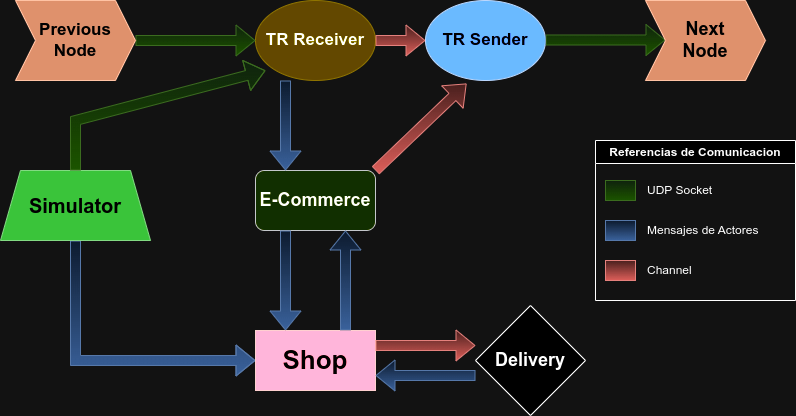 Previous
Node
TR Receiver
TR Sender
Next
Node
Simulator
E-Commerce
Shop
Delivery
Referencias de Comunicacion
UDP Socket
Mensajes de Actores
Channel